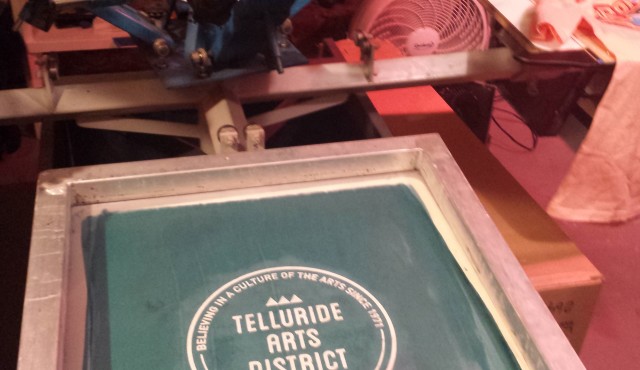 BELIEVING IN A CULTURE OF THE ARTS SINCE 1971
TELLURIDE
ARTS
DISTRICT